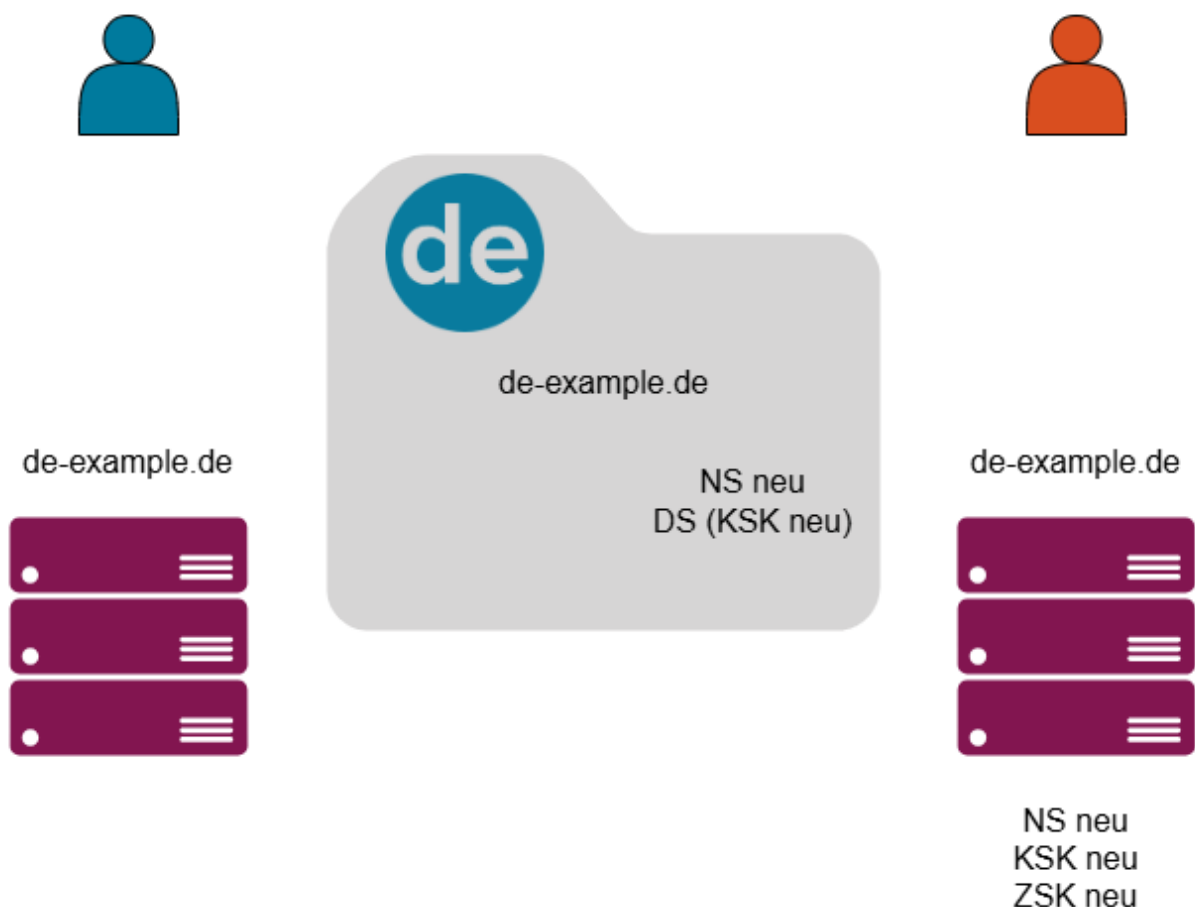 de
de-example.de
de-example.de
de-example.de
NS neu
DS (KSK neu)
NS neu
KSK neu
ZSK neu